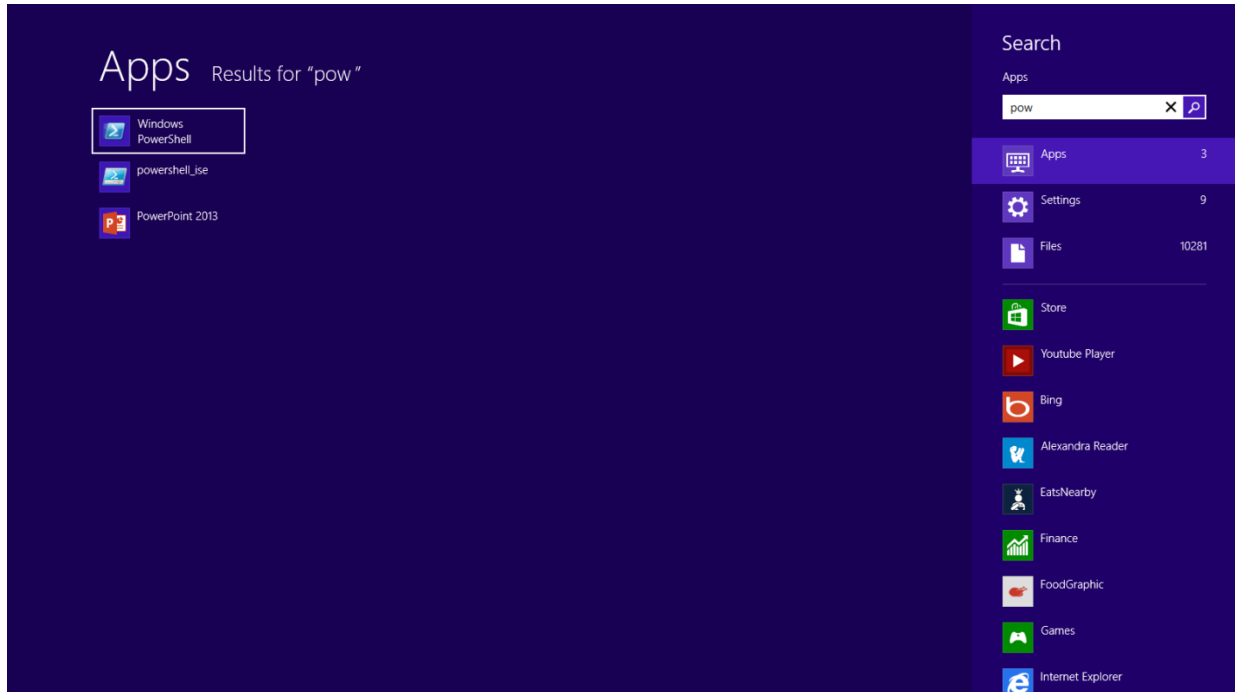 Apps Results for "pow"
Windows
PowerShell
powershell_ise
PowerPoint 2013
Search
Apps
pow
Apps 3
Settings 9
Files 10281
Store
Youtube Player
Bing
Alexandra Reader
EatsNearby
Finance
FoodGraphic
Games
Internet Explorer